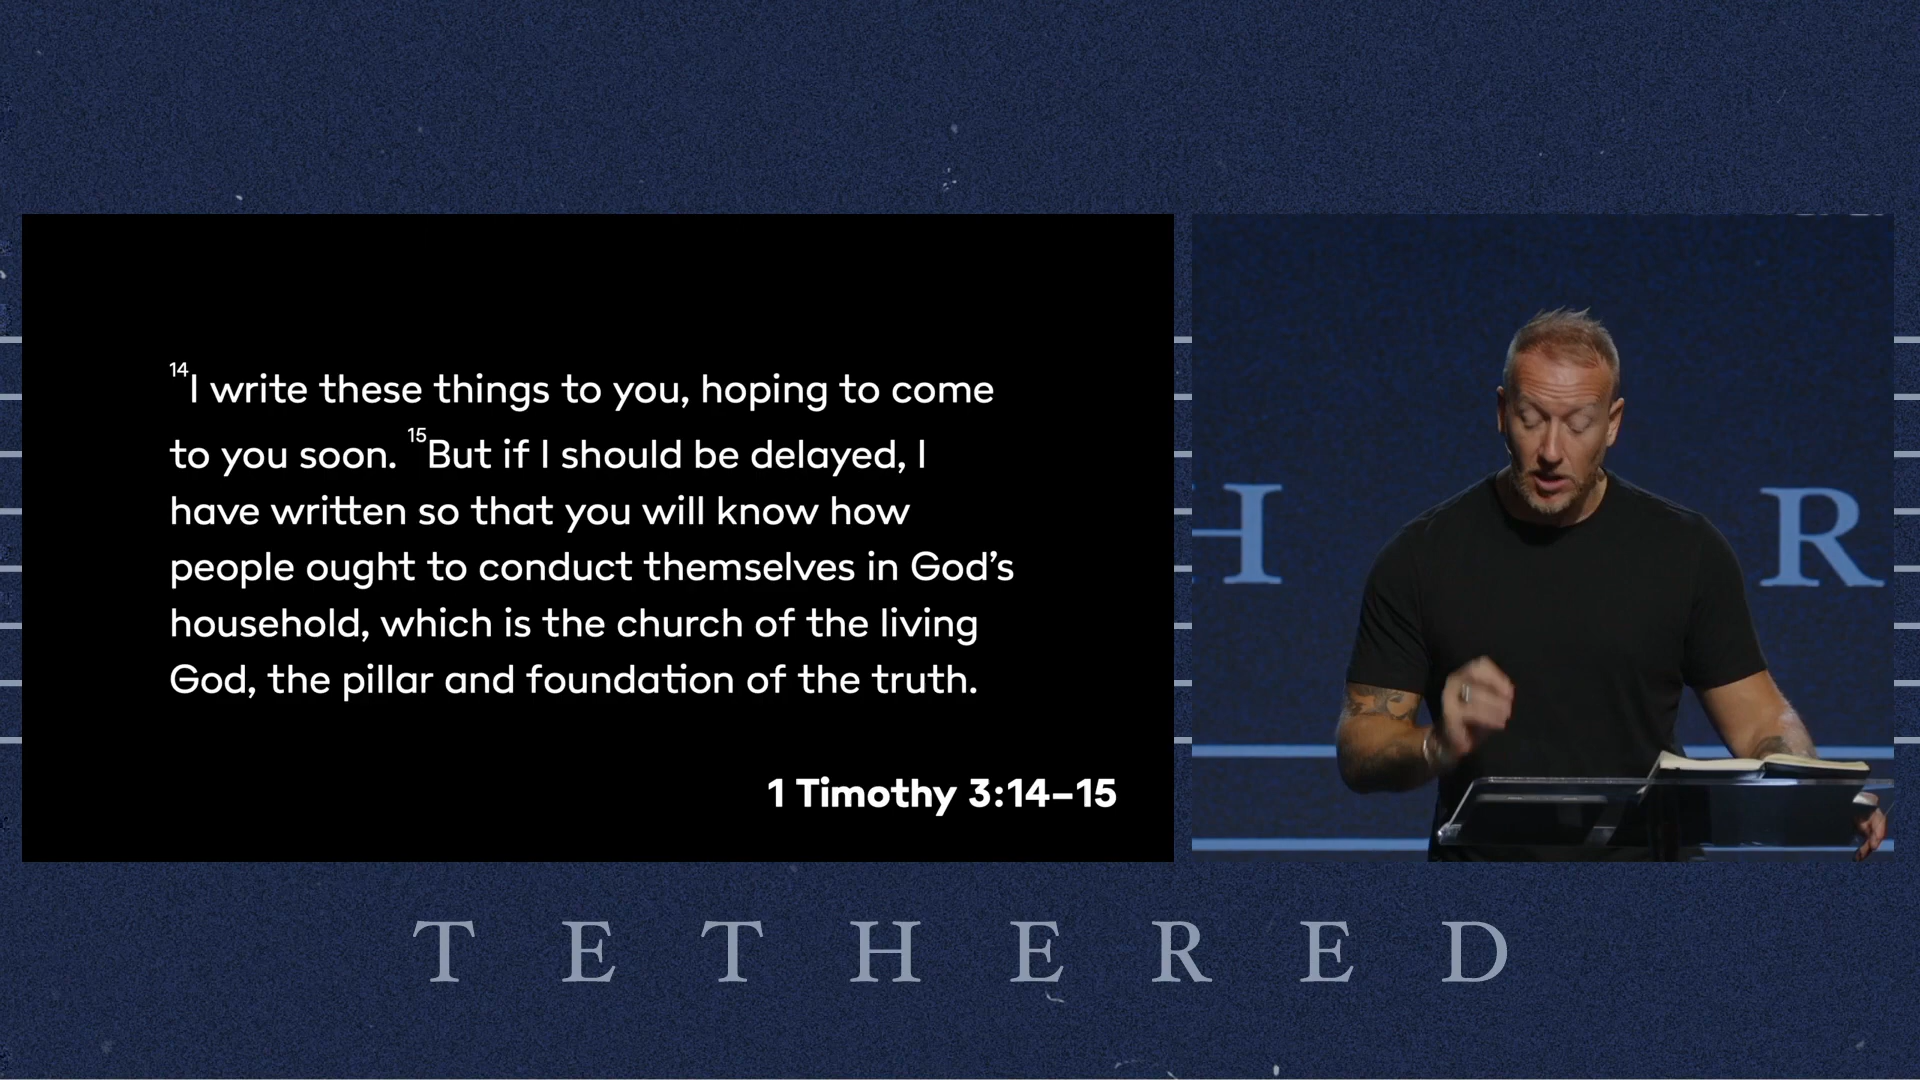 14I write these things to you, hoping to come
to you soon. 15But if I should be delayed, I
have written so that you will know how
people ought to conduct themselves in God’s
household, which is the church of the living
God, the pillar and foundation of the truth.
1 Timothy 3:14–15
H R
T E T H E R E D